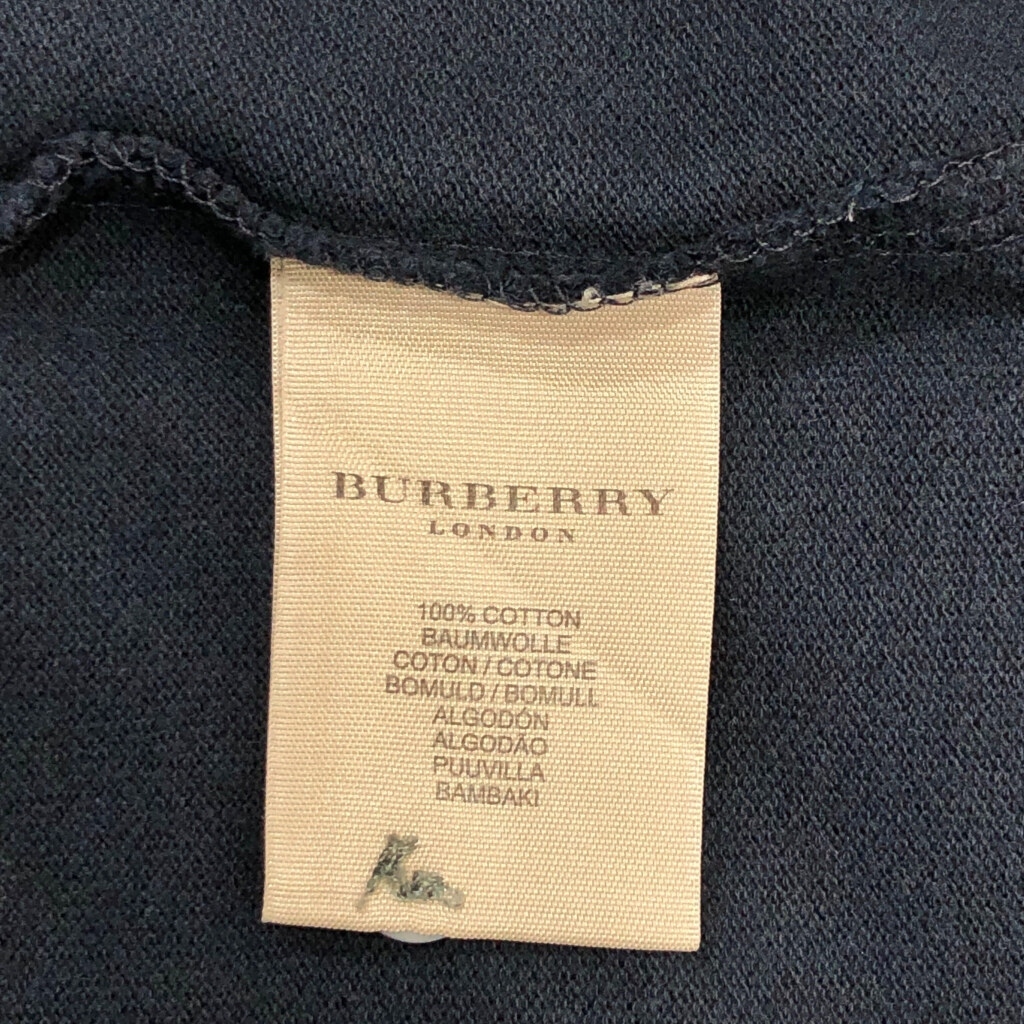 BURBERRY
LONDON
100% COTTON
BAUMWOLLE
COTON / COTONE
BOMULD / BOMULL
ALGODÓN
ALGODÃO
PUUVILLA
BAMBAKI